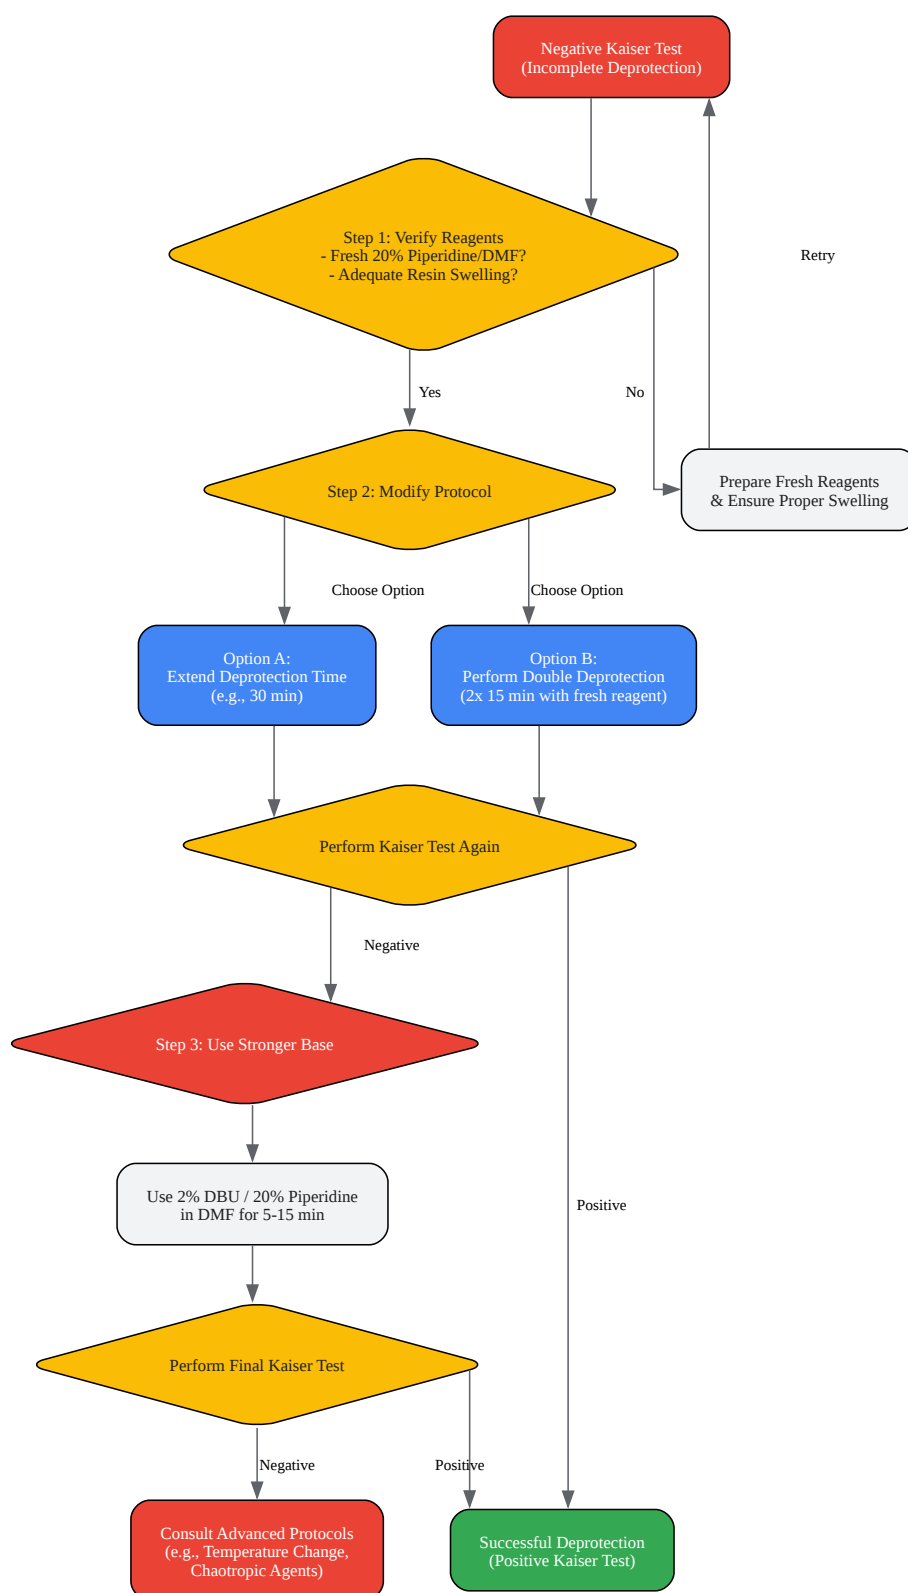 Negative Kaiser Test
(Incomplete Deprotection)
Step 1: Verify Reagents
- Fresh 20% Piperidine/DMF?
- Adequate Resin Swelling?
Retry
Yes
No
Step 2: Modify Protocol
Prepare Fresh Reagents
& Ensure Proper Swelling
Choose Option
Choose Option
Option A:
Extend Deprotection Time
(e.g., 30 min)
Option B:
Perform Double Deprotection
(2x 15 min with fresh reagent)
Perform Kaiser Test Again
Negative
Step 3: Use Stronger Base
Use 2% DBU / 20% Piperidine
in DMF for 5-15 min
Positive
Perform Final Kaiser Test
Negative
Positive
Consult Advanced Protocols
(e.g., Temperature Change,
Chaotropic Agents)
Successful Deprotection
(Positive Kaiser Test)